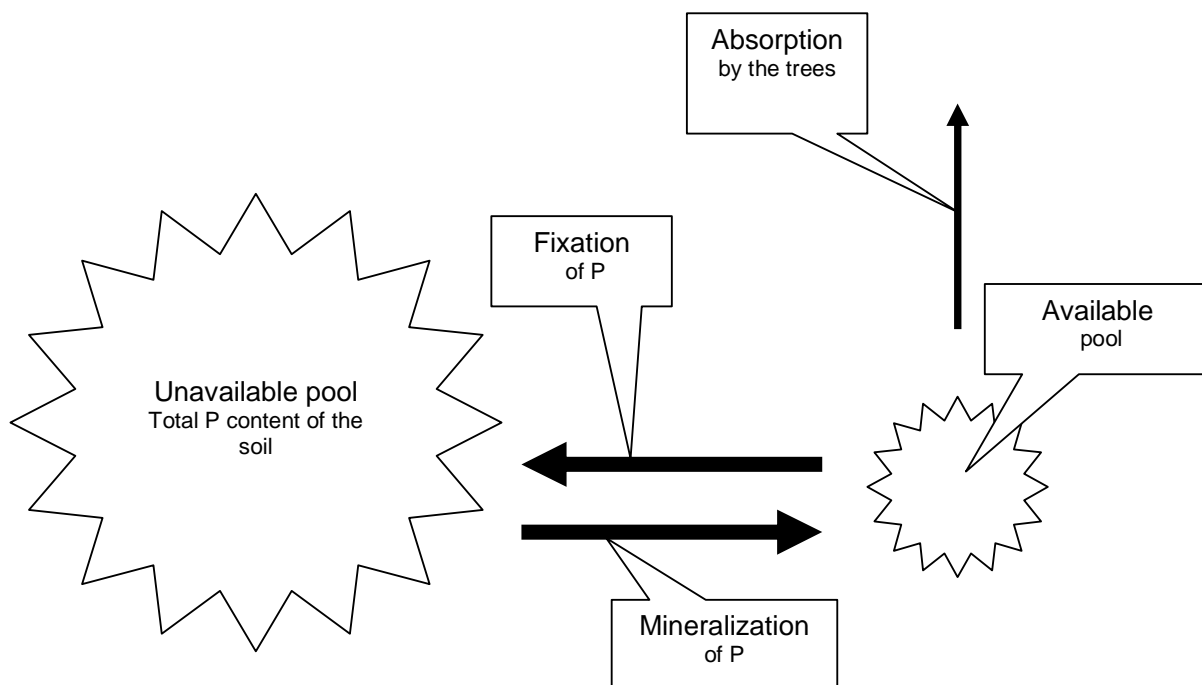 Absorption
by the trees
Fixation
of P
Available
pool
Unavailable pool
Total P content of the
soil
Mineralization
of P